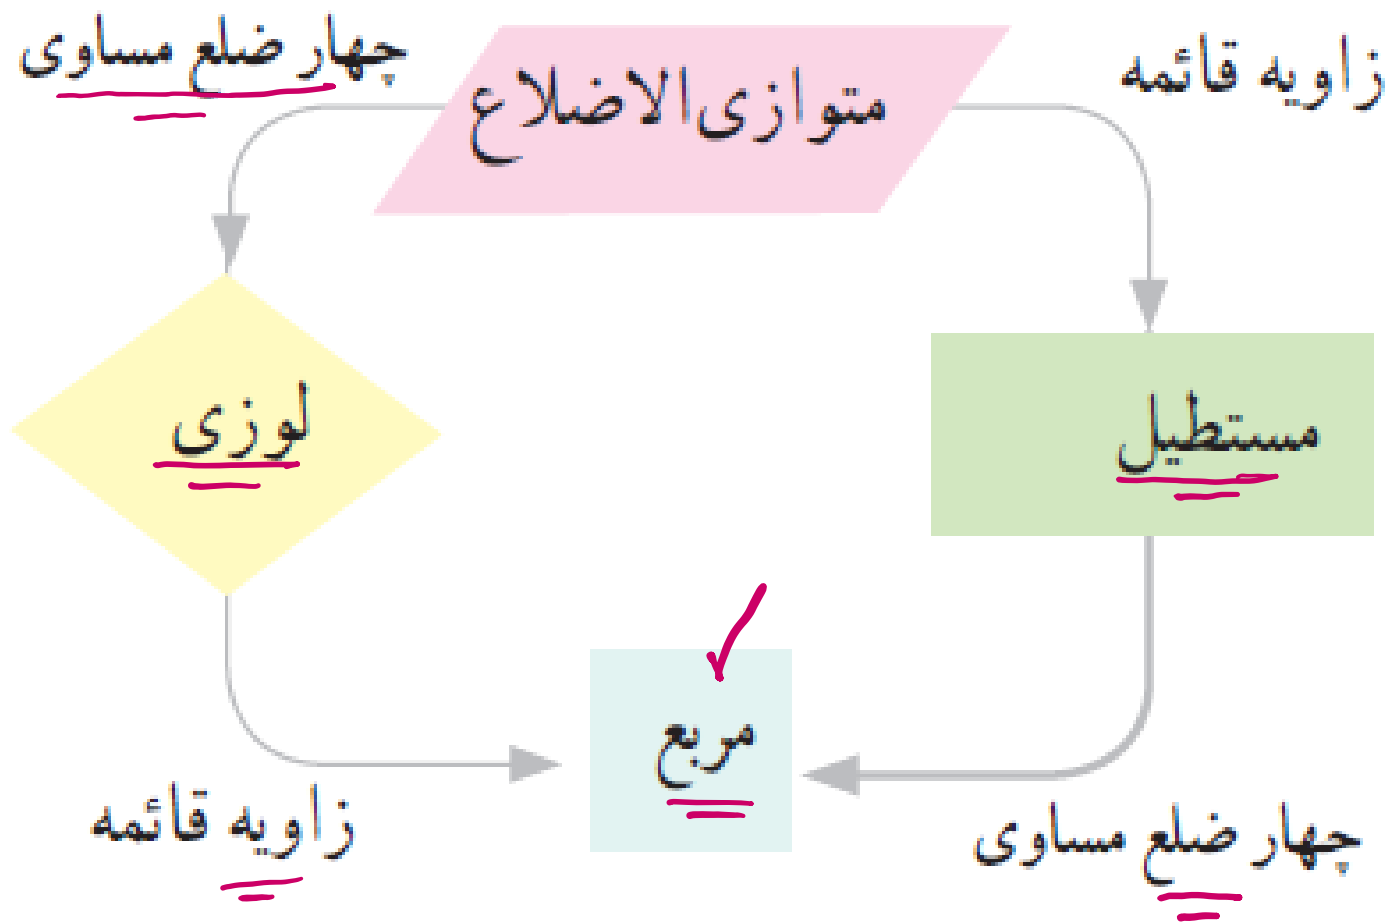 زاویه قائمه
متوازی‌الاضلاع
چهار ضلع مساوی
مستطیل
لوزی
مربع
چهار ضلع مساوی
زاویه قائمه